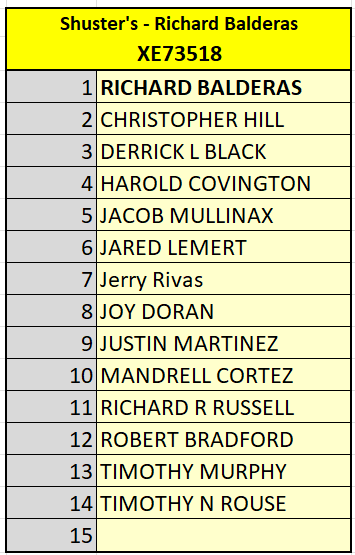 Shuster's - Richard Balderas
XE73518
1 RICHARD BALDERAS
2 CHRISTOPHER HILL
3 DERRICK L BLACK
4 HAROLD COVINGTON
5 JACOB MULLINAX
6 JARED LEMERT
7 Jerry Rivas
8 JOY DORAN
9 JUSTIN MARTINEZ
10 MANDRELL CORTEZ
11 RICHARD R RUSSELL
12 ROBERT BRADFORD
13 TIMOTHY MURPHY
14 TIMOTHY N ROUSE
15